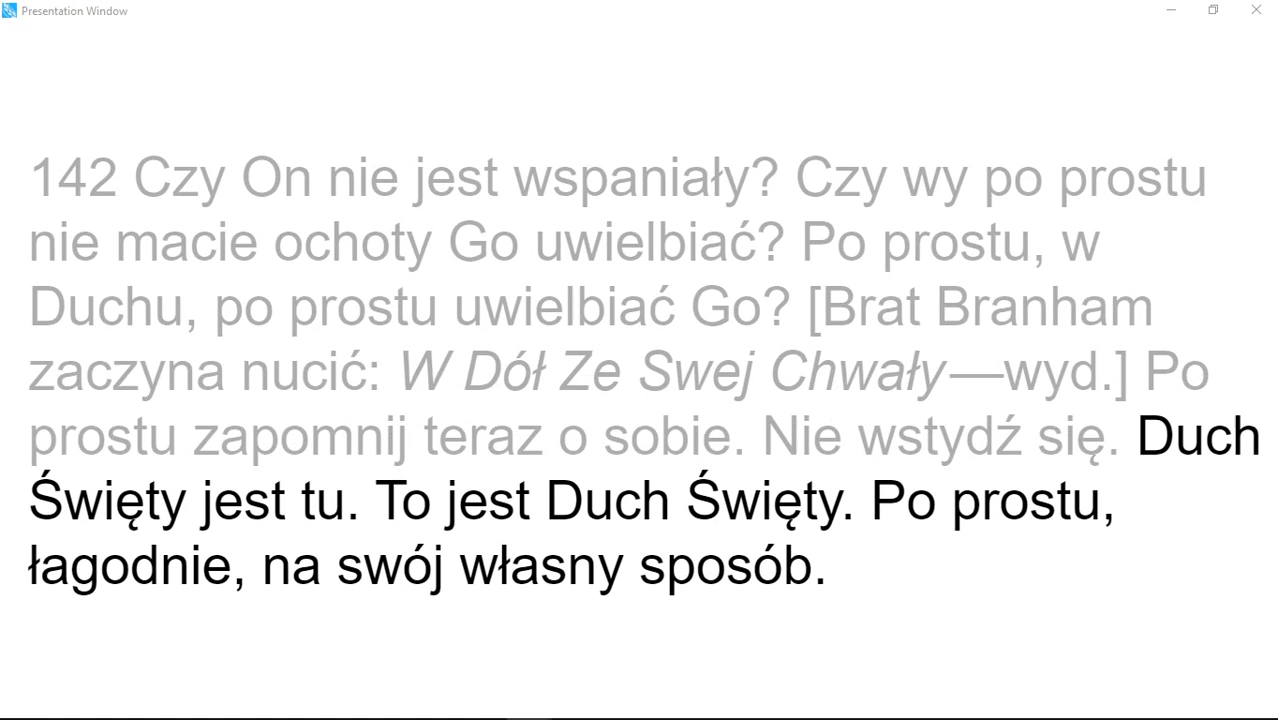 Presentation Window
142 Czy On nie jest wspaniały? Czy wy po prostu
nie macie ochoty Go uwielbiać? Po prostu, w
Duchu, po prostu uwielbiać Go? [Brat Branham
zaczyna nucić: W Dół Ze Swej Chwały—wyd.] Po
prostu zapomnij teraz o sobie. Nie wstydź się. Duch
Święty jest tu. To jest Duch Święty. Po prostu,
łagodnie, na swój własny sposób.